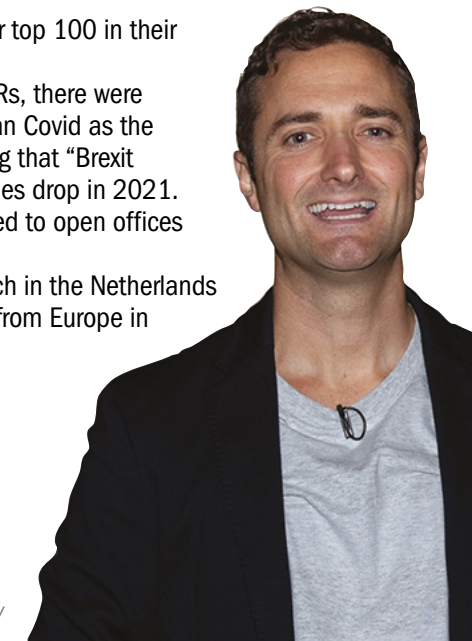 r top 100 in their
Rs, there were
an Covid as the
g that “Brexit
es drop in 2021.
ed to open offices
ch in the Netherlands
from Europe in
y